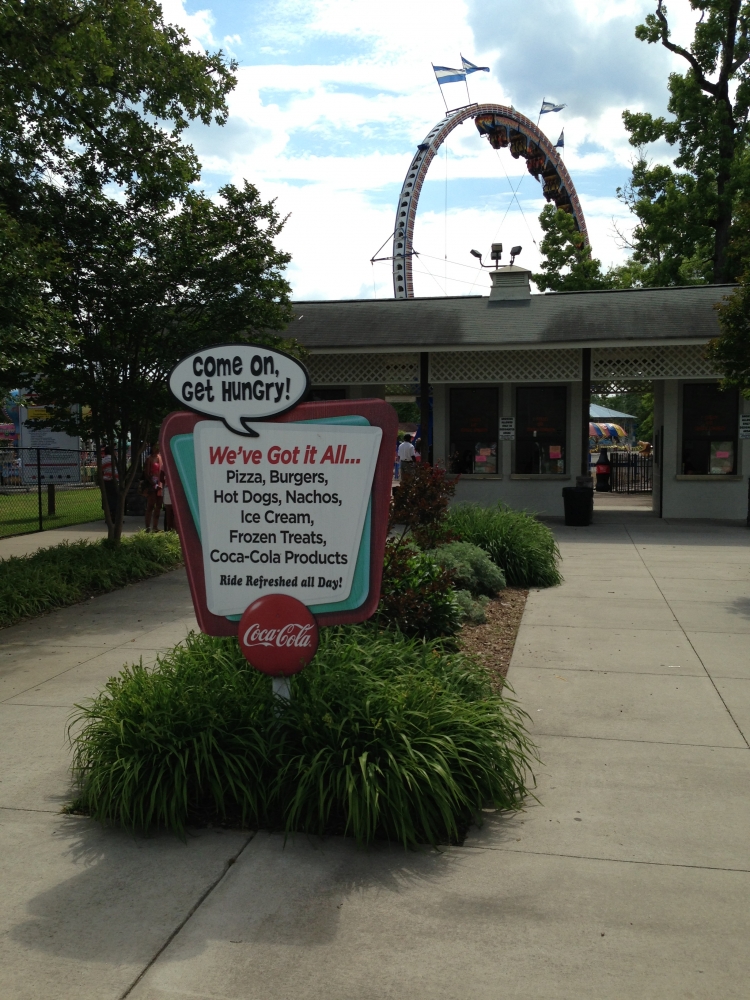 Come on,
Get Hungry!
We've Got it All...
Pizza, Burgers,
Hot Dogs, Nachos,
Ice Cream,
Frozen Treats,
Coca-Cola Products
Ride Refreshed all Day!
Coca-Cola